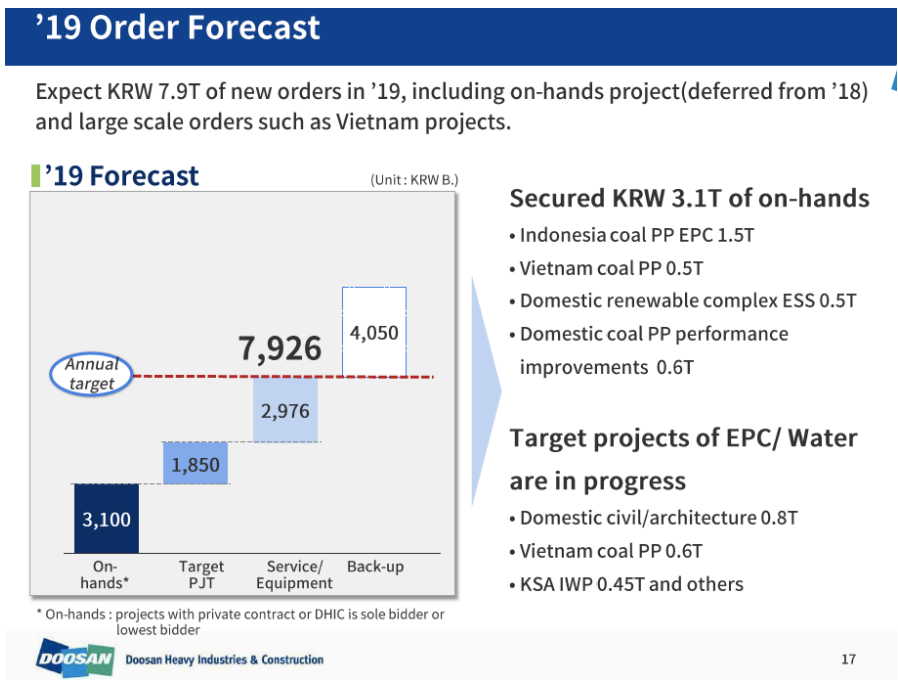 ’19 Order Forecast
Expect KRW 7.9T of new orders in ’19, including on-hands project(deferred from ’18)
and large scale orders such as Vietnam projects.
’19 Forecast
(Unit : KRW B.)
Annual
target
7,926
4,050
2,976
1,850
3,100
On-
hands*
Target
PJT
Service/
Equipment
Back-up
* On-hands : projects with private contract or DHIC is sole bidder or
lowest bidder
Secured KRW 3.1T of on-hands
• Indonesia coal PP EPC 1.5T
• Vietnam coal PP 0.5T
• Domestic renewable complex ESS 0.5T
• Domestic coal PP performance
improvements 0.6T
Target projects of EPC/ Water
are in progress
• Domestic civil/architecture 0.8T
• Vietnam coal PP 0.6T
• KSA IWP 0.45T and others
DOOSAN
Doosan Heavy Industries & Construction
17